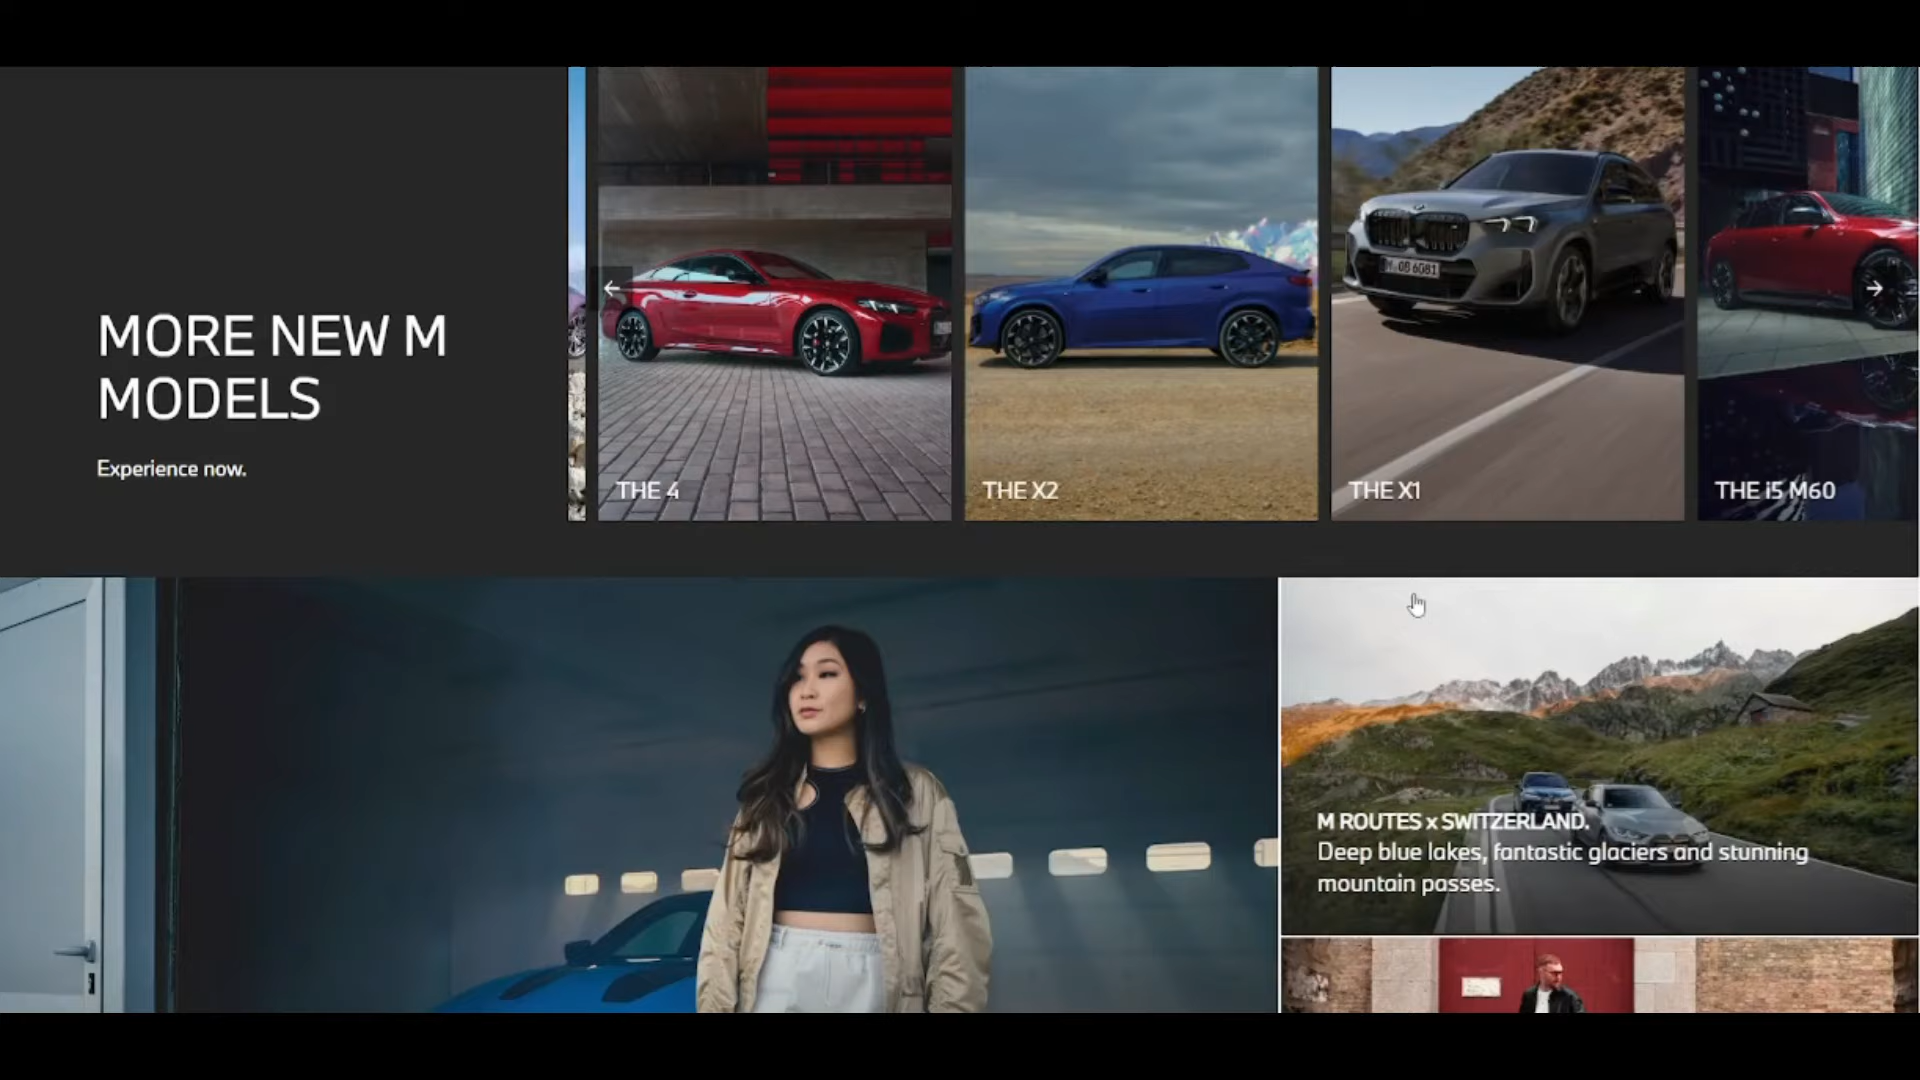 MORE NEW M
MODELS
Experience now.
THE 4
THE X2
THE X1
THE i5 M60
M ROUTES x SWITZERLAND.
Deep blue lakes, fantastic glaciers and stunning
mountain passes.